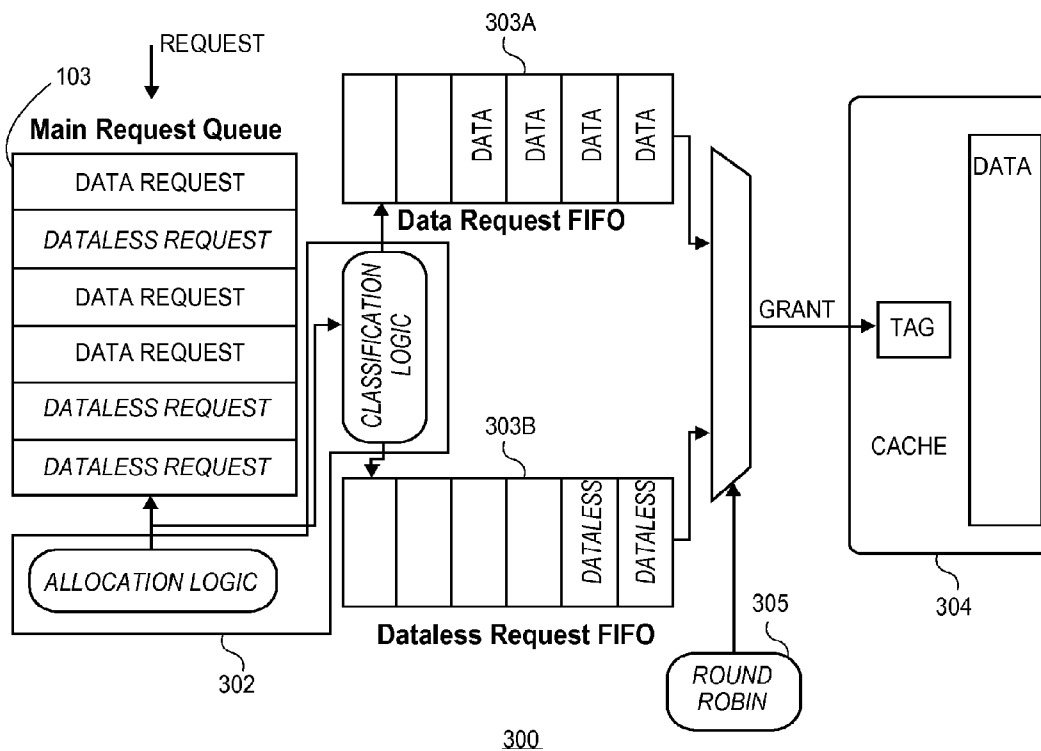 REQUEST
103
Main Request Queue
DATA REQUEST
DATALESS REQUEST
DATA REQUEST
DATA REQUEST
DATALESS REQUEST
DATALESS REQUEST
ALLOCATION LOGIC
302
CLASSIFICATION
LOGIC
303A
DATA
DATA
DATA
DATA
Data Request FIFO
303B
DATALESS
DATALESS
Dataless Request FIFO
GRANT
305
ROUND
ROBIN
TAG
DATA
CACHE
304
300